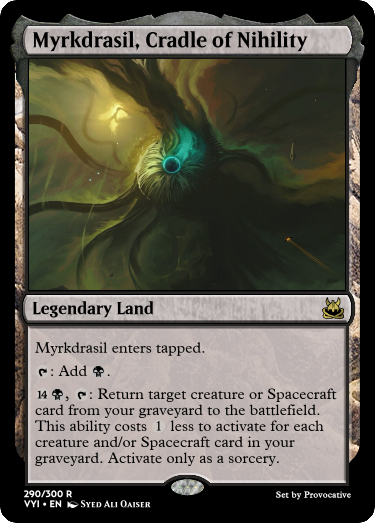 Myrkdrasil, Cradle of Nihility
Legendary Land
Myrkdrasil enters tapped.
: Add .
14 , : Return target creature or Spacecraft
card from your graveyard to the battlefield.
This ability costs 1 less to activate for each
creature and/or Spacecraft card in your
graveyard. Activate only as a sorcery.
290/300 R
VYI • EN Syed Ali Oaiser
Set by Provocative